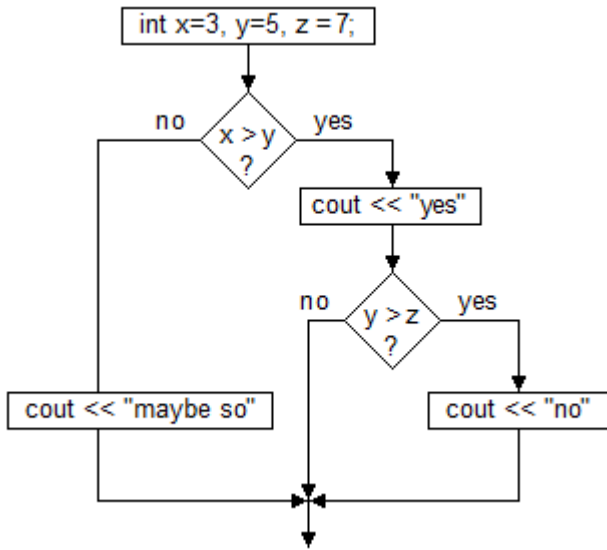 int x=3, y=5, z =7;
no
x > y
?
yes
cout << "yes"
no
y > z
?
yes
cout << "maybe so"
cout << "no"